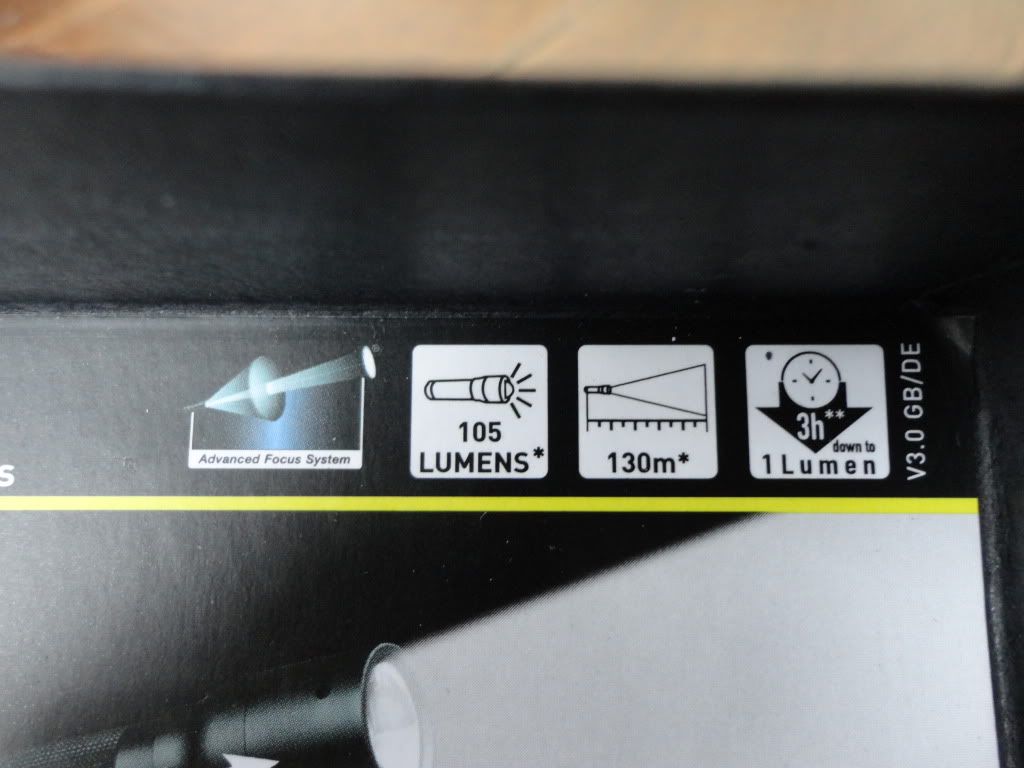 s
Advanced Focus System
105
LUMENS*
130m*
3h**
down to
1 Lumen
V3.0 GB/DE